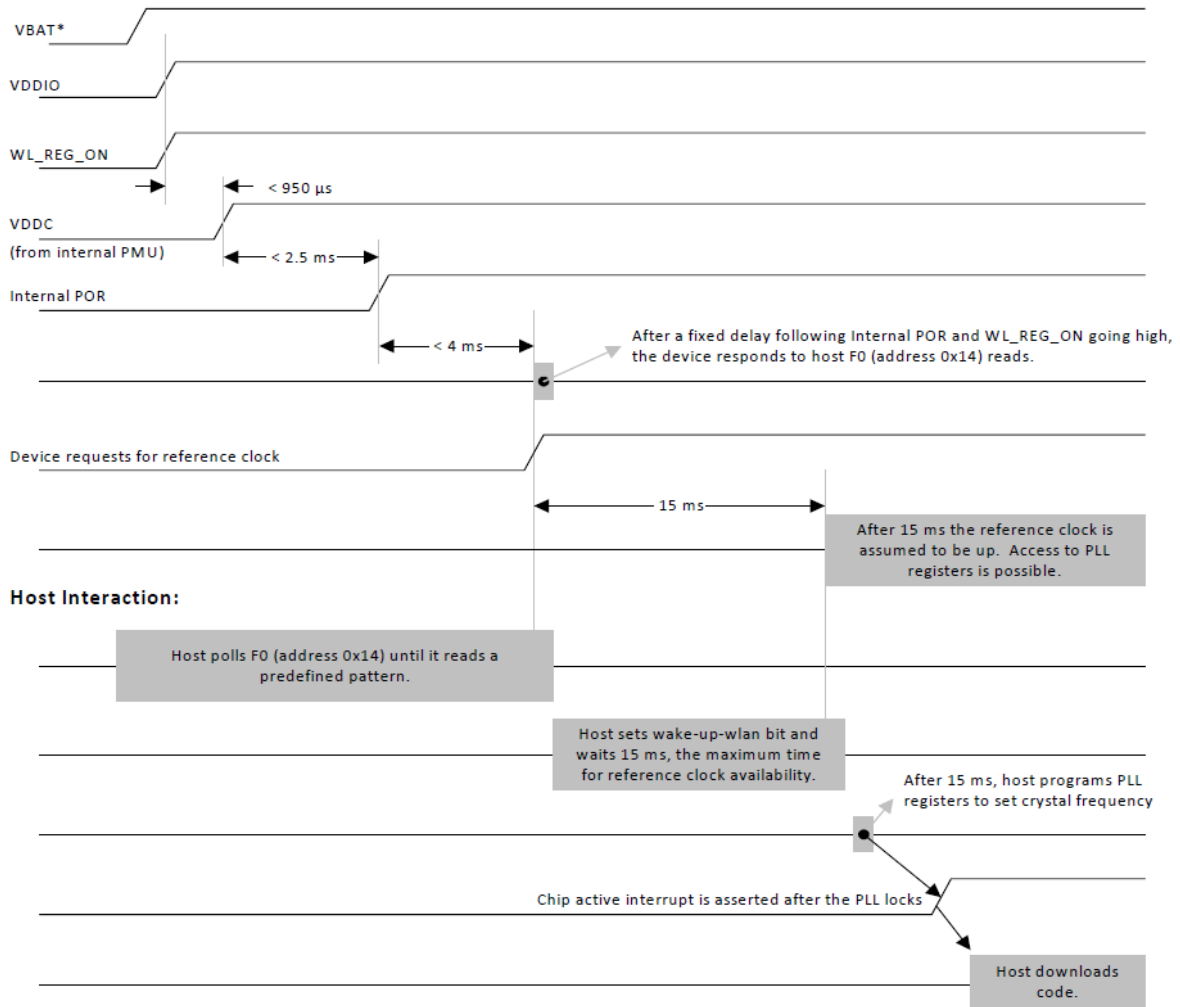 VBAT*
VDDIO
WL_REG_ON
< 950 µs
VDDC
(from internal PMU)
< 2.5 ms
Internal POR
< 4 ms
After a fixed delay following Internal POR and WL_REG_ON going high,
the device responds to host F0 (address 0x14) reads.
Device requests for reference clock
15 ms
After 15 ms the reference clock is
assumed to be up. Access to PLL
registers is possible.
Host Interaction:
Host polls F0 (address 0x14) until it reads a
predefined pattern.
Host sets wake-up-wlan bit and
waits 15 ms, the maximum time
for reference clock availability.
After 15 ms, host programs PLL
registers to set crystal frequency
Chip active interrupt is asserted after the PLL locks
Host downloads
code.